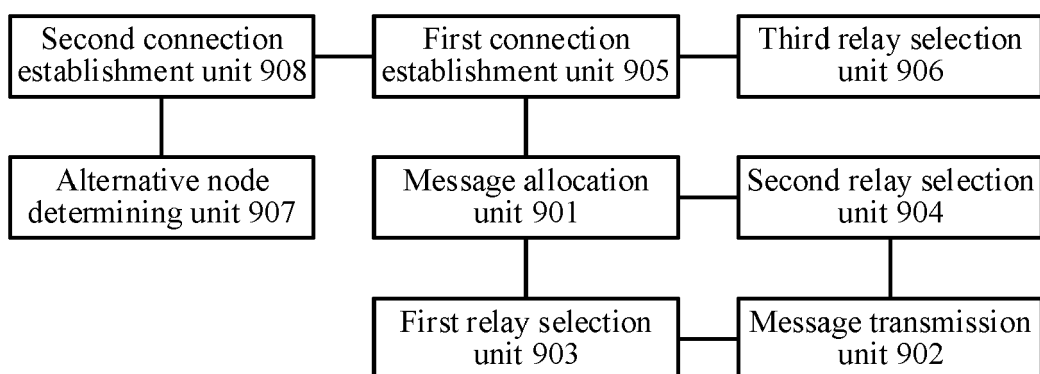 Second connection
establishment unit 908
First connection
establishment unit 905
Third relay selection
unit 906
Alternative node
determining unit 907
Message allocation
unit 901
Second relay selection
unit 904
First relay selection
unit 903
Message transmission
unit 902